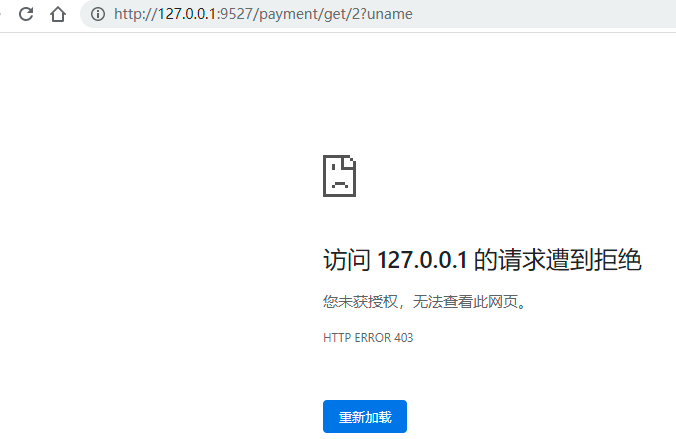 http://127.0.0.1:9527/payment/get/2?uname
访问 127.0.0.1 的请求遭到拒绝
您未获授权，无法查看此网页。
HTTP ERROR 403
重新加载